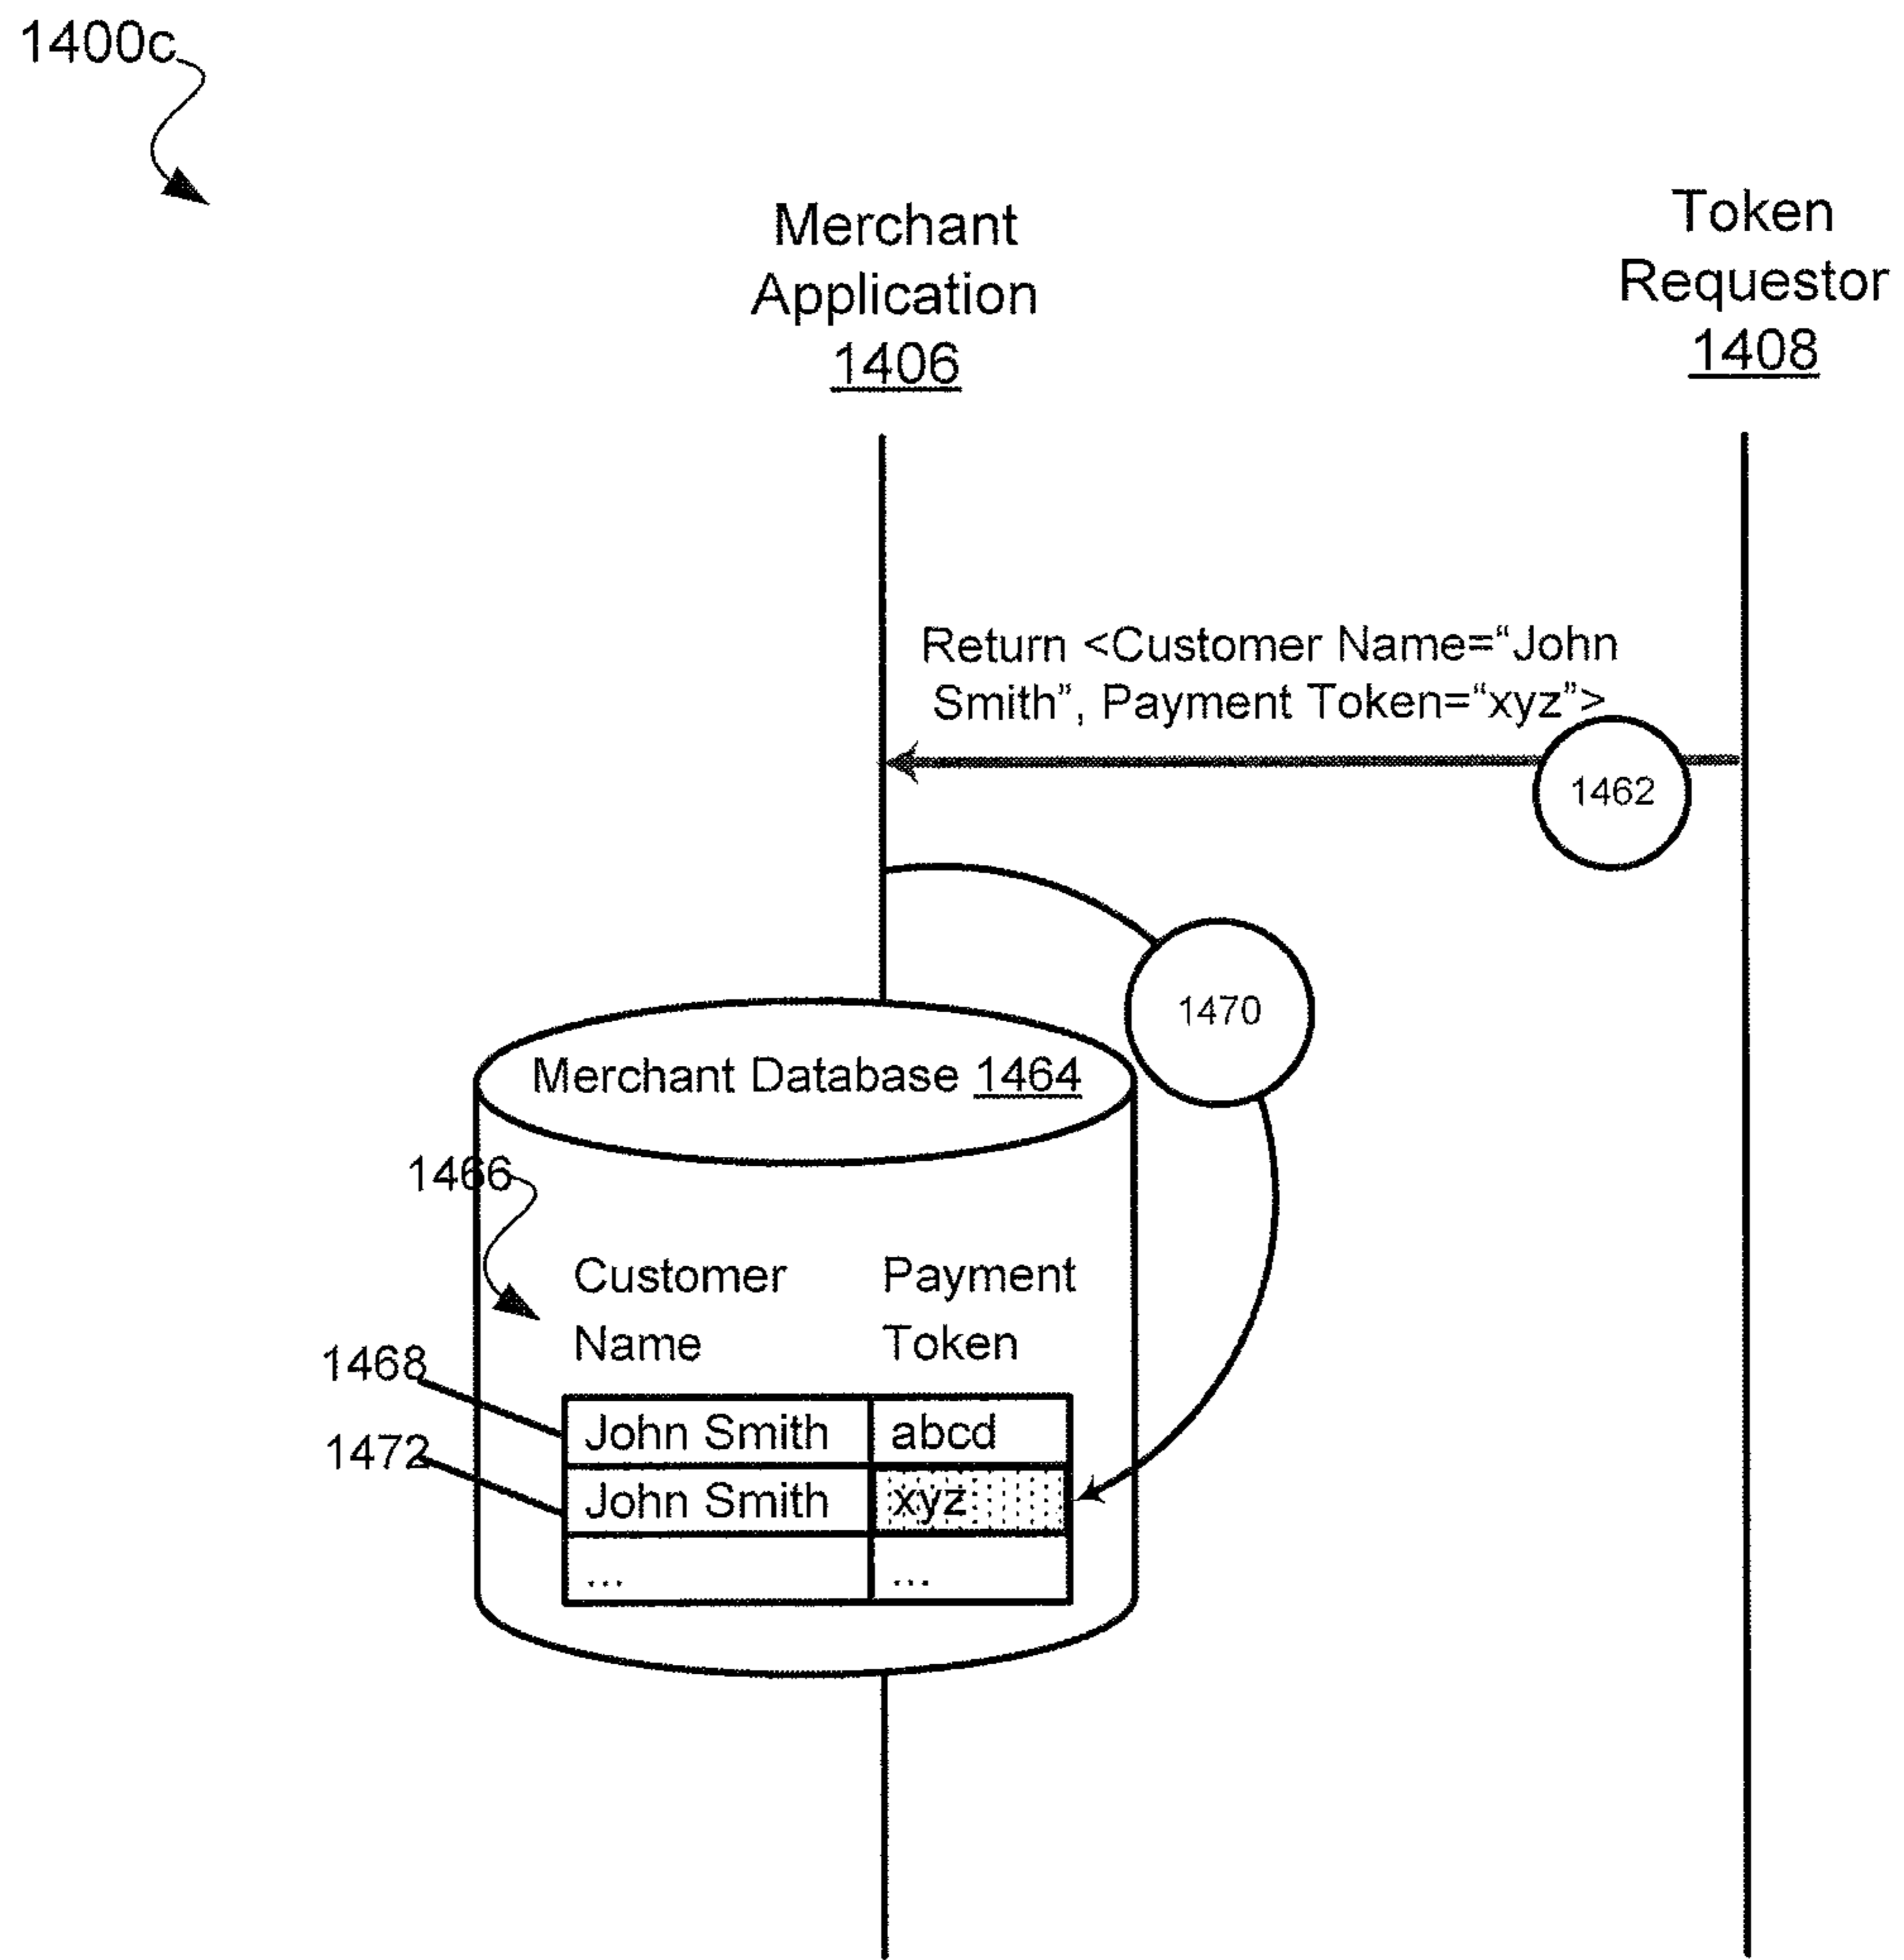 1400c
Merchant
Application
1406
Token
Requestor
1408
Return <Customer Name=“John
Smith”, Payment Token=“xyz”>
1462
1470
Merchant Database 1464
1466
Customer
Name
Payment
Token
1468
John Smith abcd
1472
John Smith xyz
... ...